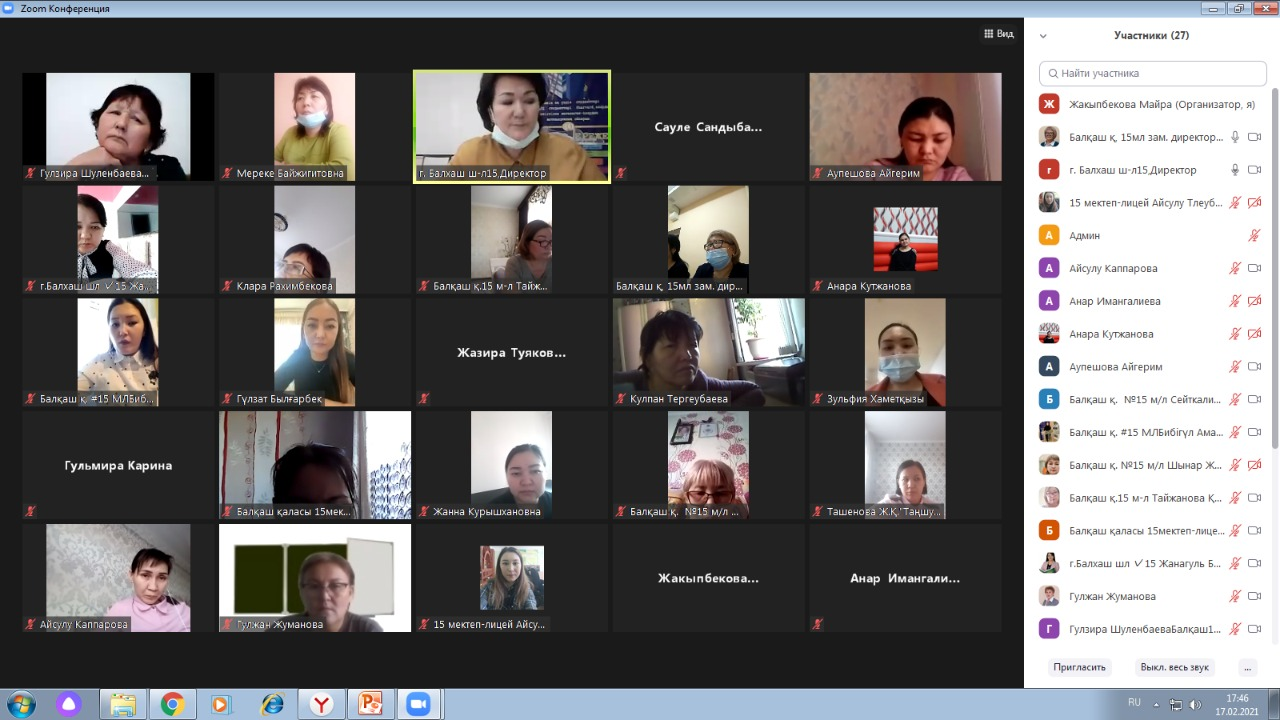 Zoom Конференция
Вид
Гулзира Шуленбаева...
Мереке Байжигитовна
г. Балхаш ш-л15,Директор
Сауле Сандыба...
Аупешова Айгерим
г.Балхаш шл ✓15 Жа...
Клара Рахимбекова
Балқаш қ.15 м-л Тайж...
Балқаш қ, 15мл зам. дир...
Анара Кутжанова
Балқаш қ. #15 МЛБиб...
Гүлзат Былғарбек
Жазира Туяков...
Кулпан Тергеубаева
Зульфия Хаметқызы
Гульмира Карина
Балқаш қаласы 15мек...
Жанна Курышхановна
Балқаш қ. №15 м/л ...
Ташенова Ж.Қ."Таңшу...
Айсулу Каппарова
Гулжан Жуманова
15 мектеп-лицей Айсу...
Жакыпбекова...
Анар Имангали...
Участники (27)
Найти участника
Ж Жакыпбекова Майра (Организатор, я)
Балқаш қ, 15мл зам. директор...
г г. Балхаш ш-л15,Директор
15 мектеп-лицей Айсулу Тлеуб...
А Админ
А Айсулу Каппарова
А Анар Имангалиева
Анара Кутжанова
А Аупешова Айгерим
Б Балқаш қ. №15 м/л Сейткали...
Балқаш қ. #15 МЛБибігүл Ама...
Балқаш қ. №15 м/л Шынар Ж...
Балқаш қ.15 м-л Тайжанова Қ...
Б Балқаш қаласы 15мектеп-лице...
г.Балхаш шл ✓15 Жанагуль Б...
Гулжан Жуманова
Г Гулзира ШуленбаеваБалқаш1...
Пригласить
Выкл. весь звук
...
RU
17:46
17.02.2021